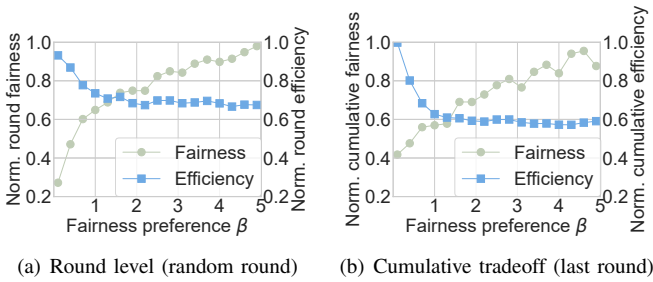 Norm. round fairness
1.0
0.8
0.6
0.4
0.2
1 2 3 4 5
Fairness preference β
1.0
0.8
0.6
0.4
0.2
Norm. round efficiency
Fairness
Efficiency
(a) Round level (random round)
Norm. cumulative fairness
1.0
0.8
0.6
0.4
0.2
1 2 3 4 5
Fairness preference β
1.0
0.8
0.6
0.4
0.2
Norm. cumulative efficiency
Fairness
Efficiency
(b) Cumulative tradeoff (last round)